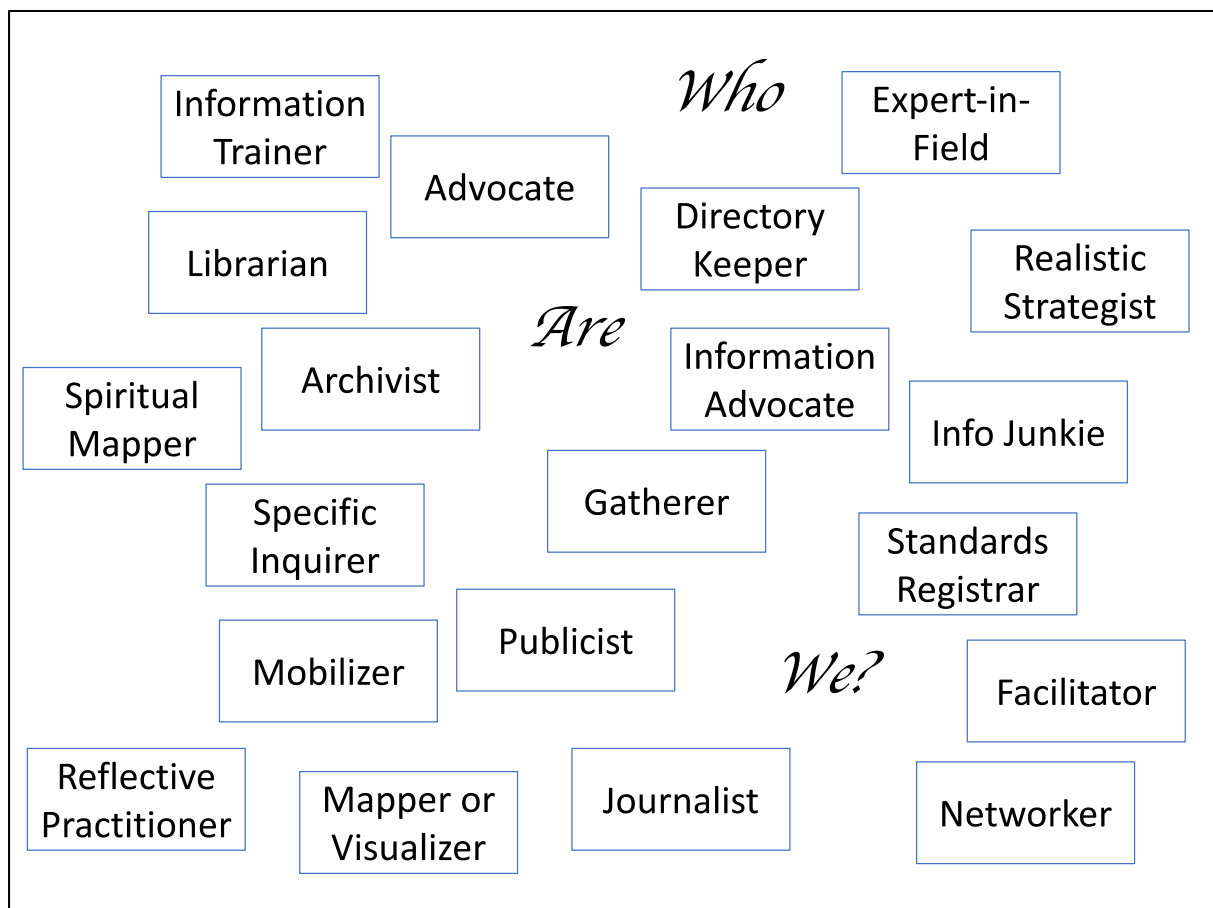 Who
Are
We?
Information
Trainer
Advocate
Expert-in-
Field
Directory
Keeper
Librarian
Realistic
Strategist
Archivist
Information
Advocate
Spiritual
Mapper
Info Junkie
Gatherer
Specific
Inquirer
Standards
Registrar
Publicist
Mobilizer
Facilitator
Reflective
Practitioner
Mapper or
Visualizer
Journalist
Networker